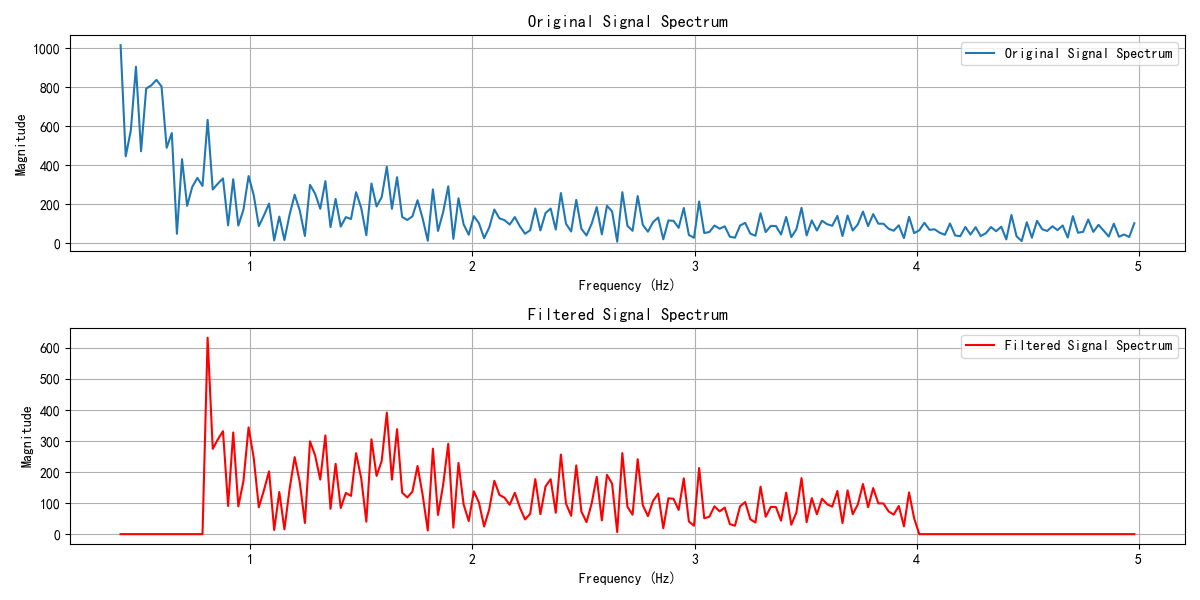 Original Signal Spectrum
Original Signal Spectrum
Magnitude
1000
800
600
400
200
0
1
2
3
4
5
Frequency (Hz)
Filtered Signal Spectrum
Filtered Signal Spectrum
Magnitude
600
500
400
300
200
100
0
1
2
3
4
5
Frequency (Hz)